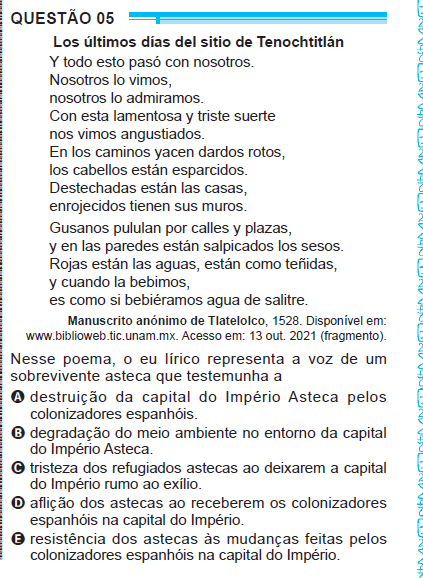 QUESTÃO 05
Los últimos días del sitio de Tenochtitlán
Y todo esto pasó con nosotros.
Nosotros lo vimos,
nosotros lo admiramos.
Con esta lamentosa y triste suerte
nos vimos angustiados.
En los caminos yacen dardos rotos,
los cabellos están esparcidos.
Destechadas están las casas,
enrojecidos tienen sus muros.
Gusanos pululan por calles y plazas,
y en las paredes están salpicados los sesos.
Rojas están las aguas, están como teñidas,
y cuando la bebimos,
es como si bebiéramos agua de salitre.
Manuscrito anónimo de Tlatelolco, 1528. Disponível em:
www.biblioweb.tic.unam.mx. Acesso em: 13 out. 2021 (fragmento).
Nesse poema, o eu lírico representa a voz de um
sobrevivente asteca que testemunha a
A destruição da capital do Império Asteca pelos
colonizadores espanhóis.
B degradação do meio ambiente no entorno da capital
do Império Asteca.
C tristeza dos refugiados astecas ao deixarem a capital
do Império rumo ao exílio.
D aflição dos astecas ao receberem os colonizadores
espanhóis na capital do Império.
E resistência dos astecas às mudanças feitas pelos
colonizadores espanhóis na capital do Império.